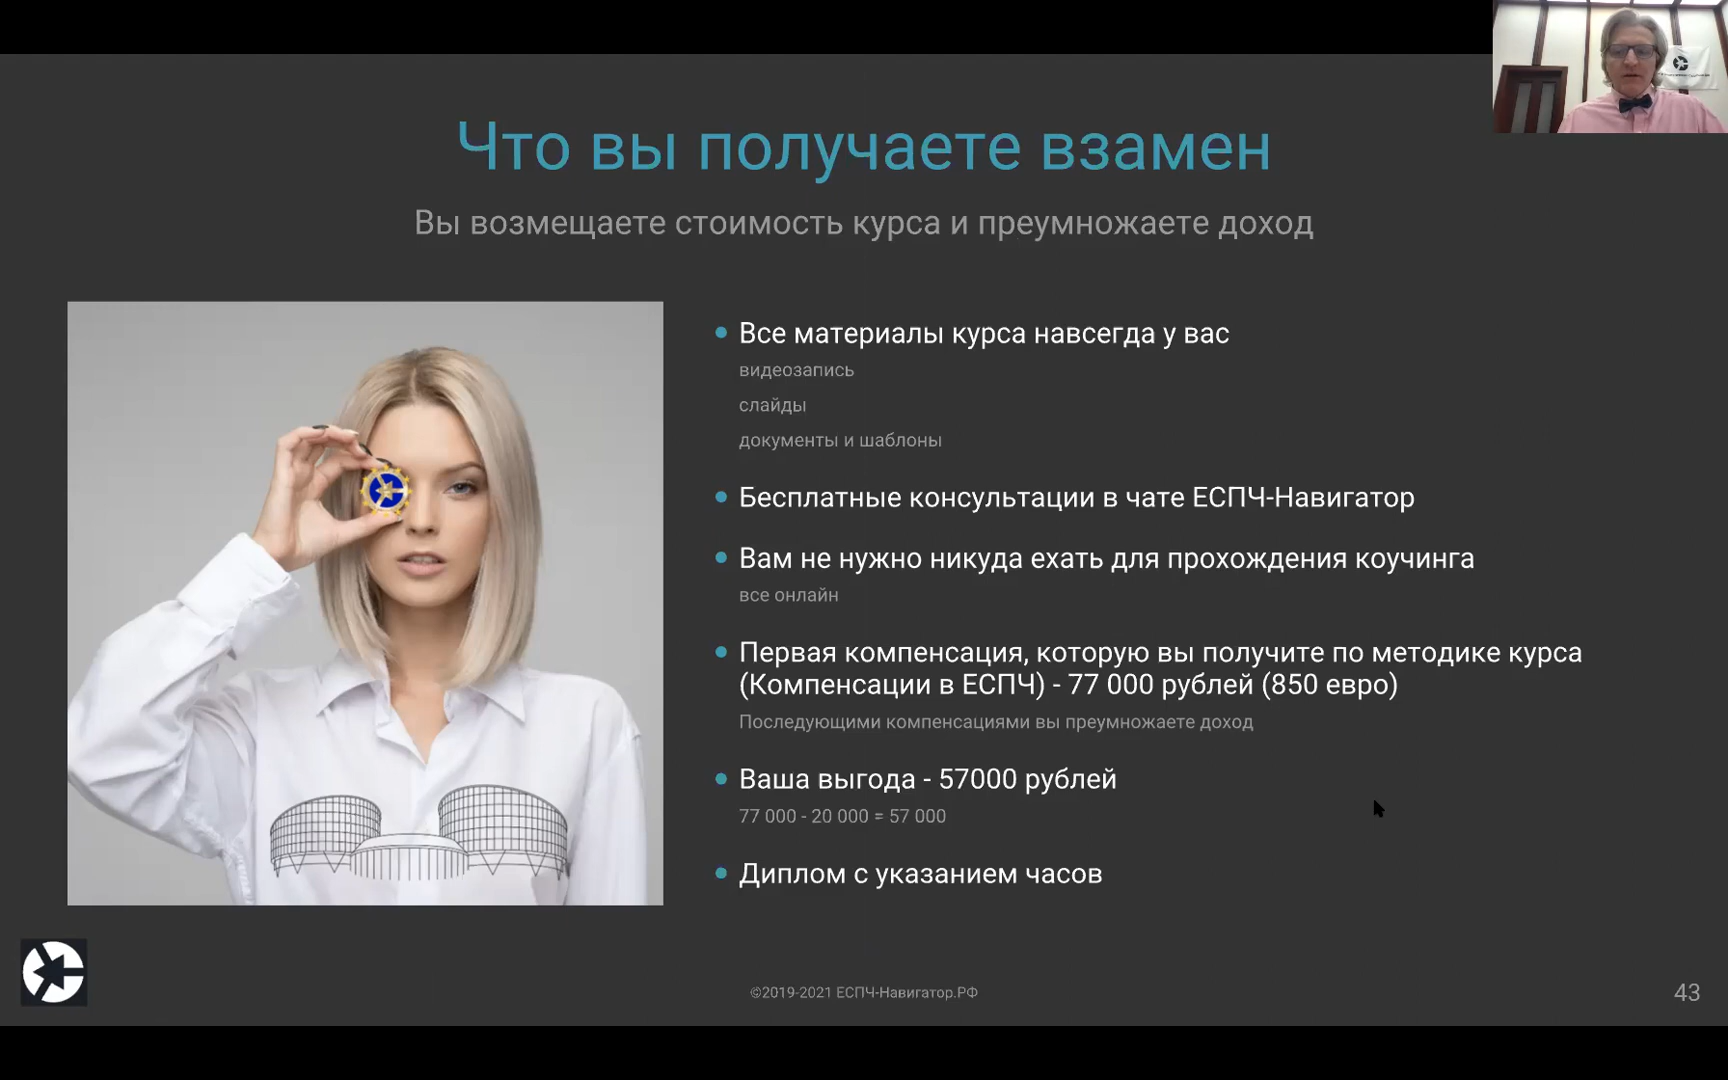 Что вы получаете взамен
Вы возмещаете стоимость курса и преумножаете доход
Все материалы курса навсегда у вас
видеозапись
слайды
документы и шаблоны
Бесплатные консультации в чате ЕСПЧ-Навигатор
Вам не нужно никуда ехать для прохождения коучинга
все онлайн
Первая компенсация, которую вы получите по методике курса
(Компенсации в ЕСПЧ) - 77 000 рублей (850 евро)
Последующими компенсациями вы преумножаете доход
Ваша выгода - 57000 рублей
77 000 - 20 000 = 57 000
Диплом с указанием часов
©2019-2021 ЕСПЧ-Навигатор.РФ
43